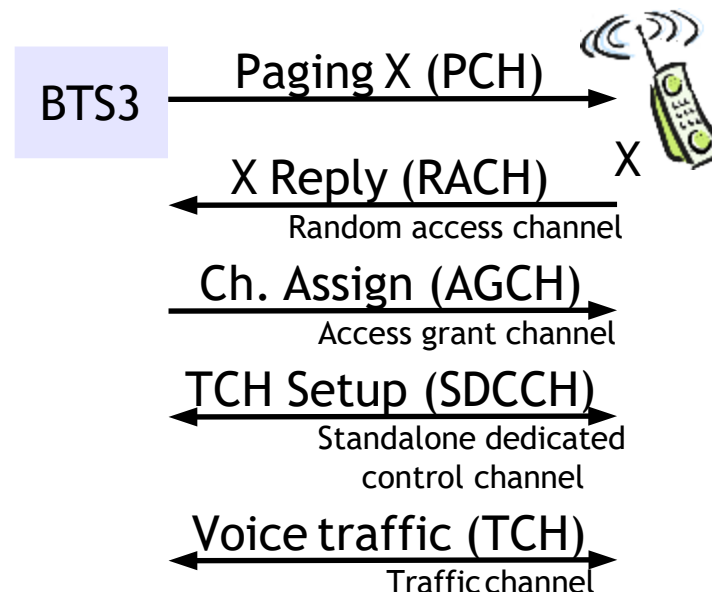 Paging X (PCH)
BTS3
X
X Reply (RACH)
Random access channel
Ch. Assign (AGCH)
Access grant channel
TCH Setup (SDCCH)
Standalone dedicated
control channel
Voice traffic (TCH)
Traffic channel